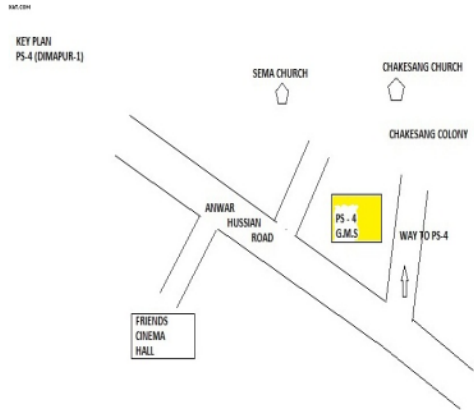 KEY PLAN
PS-4 (DIMAPUR-1)
SEMA CHURCH
CHAKESANG CHURCH
CHAKESANG COLONY
ANWAR
HUSSIAN
ROAD
PS - 4
G.M.S
WAY TO PS-4
FRIENDS
CINEMA
HALL